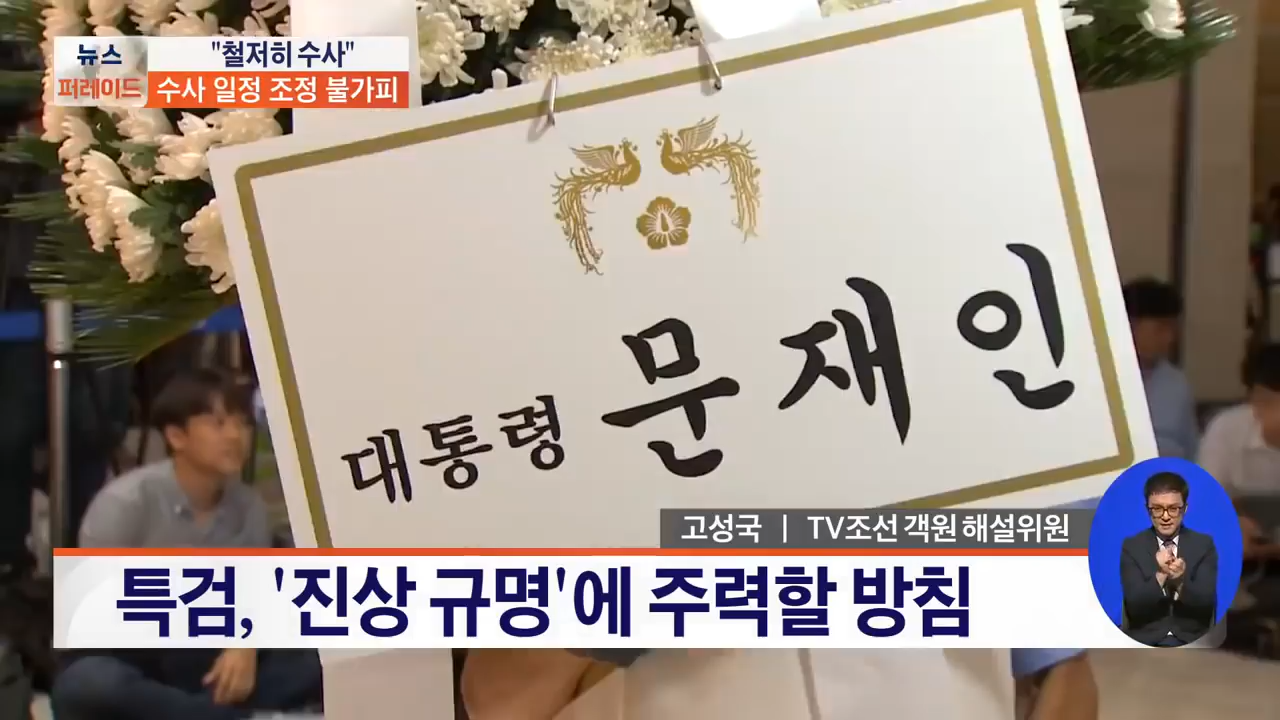 뉴스
퍼레이드
"철저히 수사"
수사 일정 조정 불가피
대통령 문재인
고성국 | TV조선 객원 해설위원
특검, '진상 규명'에 주력할 방침